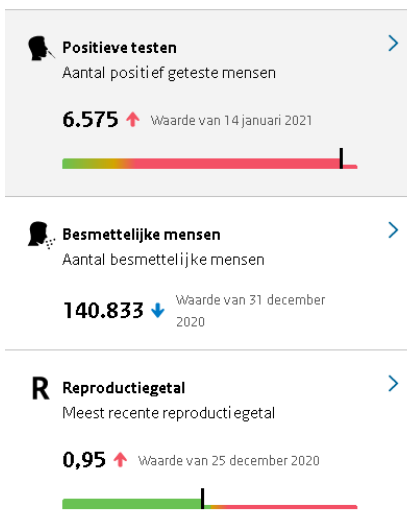 Positieve testen
Aantal positief geteste mensen
6.575 Waarde van 14 januari 2021
Besmettelijke mensen
Aantal besmettelijke mensen
140.833 Waarde van 31 december
2020
R Reproductiegetal
Meest recente reproductiegetal
0,95 Waarde van 25 december 2020